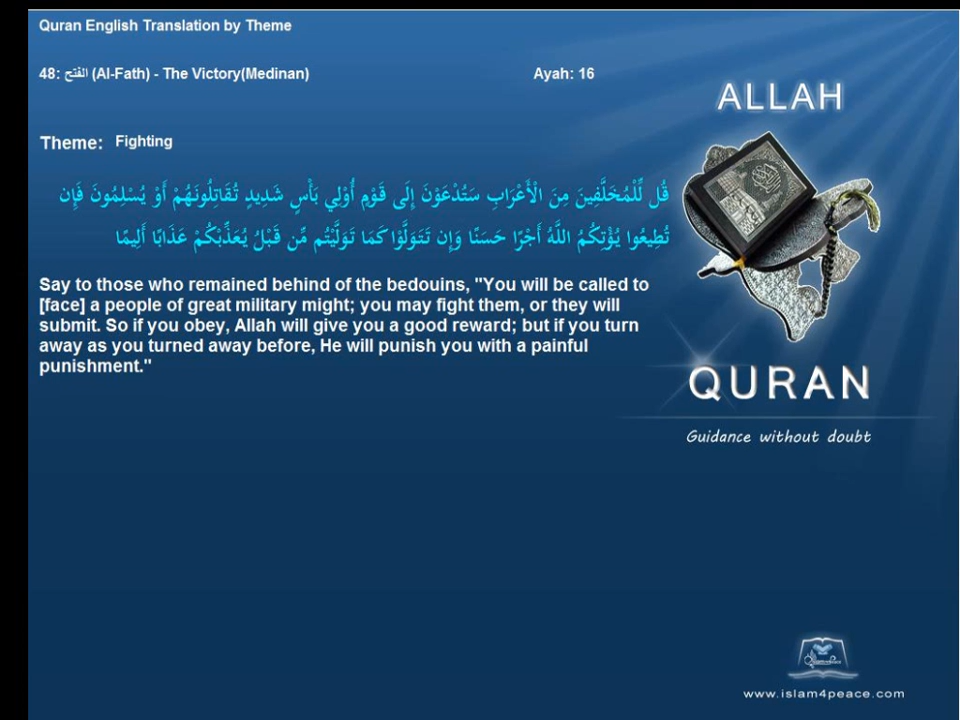 Quran English Translation by Theme
48: الفتح (Al-Fath) - The Victory(Medinan)
Ayah: 16
Theme: Fighting
قُل لِّلْمُخَلَّفِينَ مِنَ الْأَعْرَابِ سَتُدْعَوْنَ إِلَى قَوْمٍ أُوْلِي بَأْسٍ شَدِيدٍ تُقَاتِلُونَهُمْ أَوْ يُسْلِمُونَ فَإِن
تُطِيعُوا يُؤْتِكُمُ اللَّهُ أَجْرًا حَسَنًا وَإِن تَتَوَلَّوْا كَمَا تَوَلَّيْتُم مِّن قَبْلُ يُعَذِّبْكُمْ عَذَابًا أَلِيمًا
Say to those who remained behind of the bedouins, "You will be called to
[face] a people of great military might; you may fight them, or they will
submit. So if you obey, Allah will give you a good reward; but if you turn
away as you turned away before, He will punish you with a painful
punishment."
ALLAH
QURAN
Guidance without doubt
www.islam4peace.com